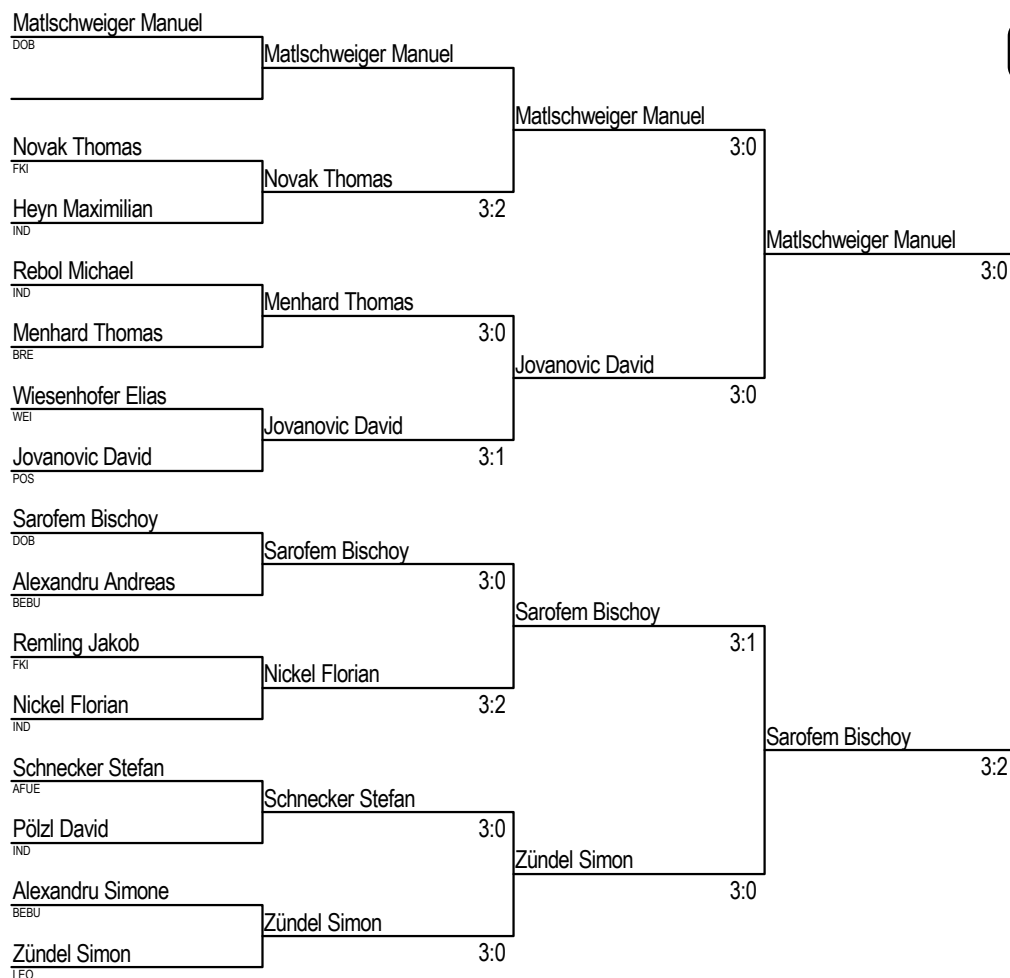 Matlschweiger Manuel
DOB
Novak Thomas
FKI
Heyn Maximilian
IND
Rebol Michael
IND
Menhard Thomas
BRE
Wiesenhofer Elias
WEI
Jovanovic David
POS
Sarofem Bischoy
DOB
Alexandru Andreas
BEBU
Remling Jakob
FKI
Nickel Florian
IND
Schnecker Stefan
AFUE
Pölzl David
IND
Alexandru Simone
BEBU
Zündel Simon
LEO
Matlschweiger Manuel
Novak Thomas
3:2
Menhard Thomas
3:0
Jovanovic David
3:1
Sarofem Bischoy
3:0
Nickel Florian
3:2
Schnecker Stefan
3:0
Zündel Simon
3:0
Matlschweiger Manuel
3:0
Jovanovic David
3:0
Sarofem Bischoy
3:1
Zündel Simon
3:0
Matlschweiger Manuel
3:0
Sarofem Bischoy
3:2